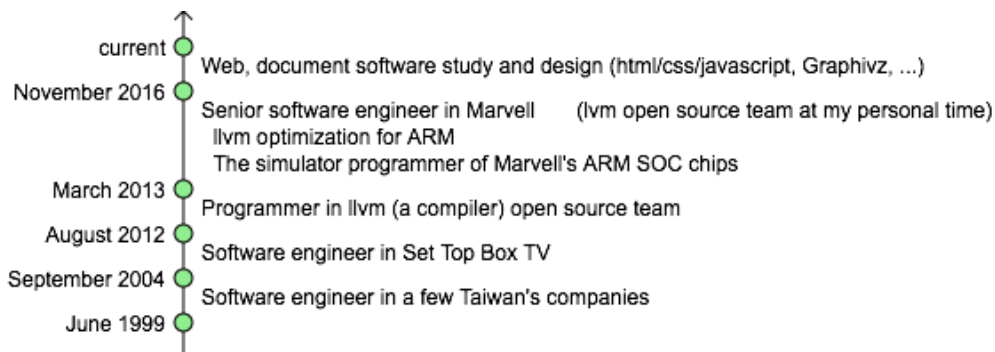 current
Web, document software study and design (html/css/javascript, Graphivz, ...)
November 2016
Senior software engineer in Marvell (lvm open source team at my personal time)
llvm optimization for ARM
The simulator programmer of Marvell's ARM SOC chips
March 2013
Programmer in llvm (a compiler) open source team
August 2012
Software engineer in Set Top Box TV
September 2004
Software engineer in a few Taiwan's companies
June 1999